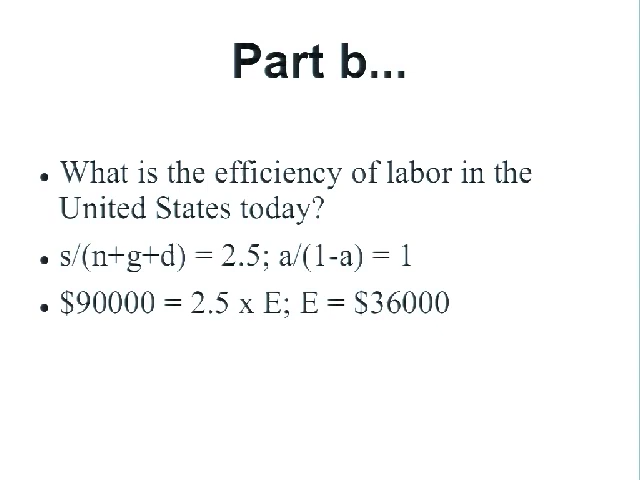 Part b...
• What is the efficiency of labor in the
United States today?
• s/(n+g+d) = 2.5; a/(1-a) = 1
• $90000 = 2.5 x E; E = $36000